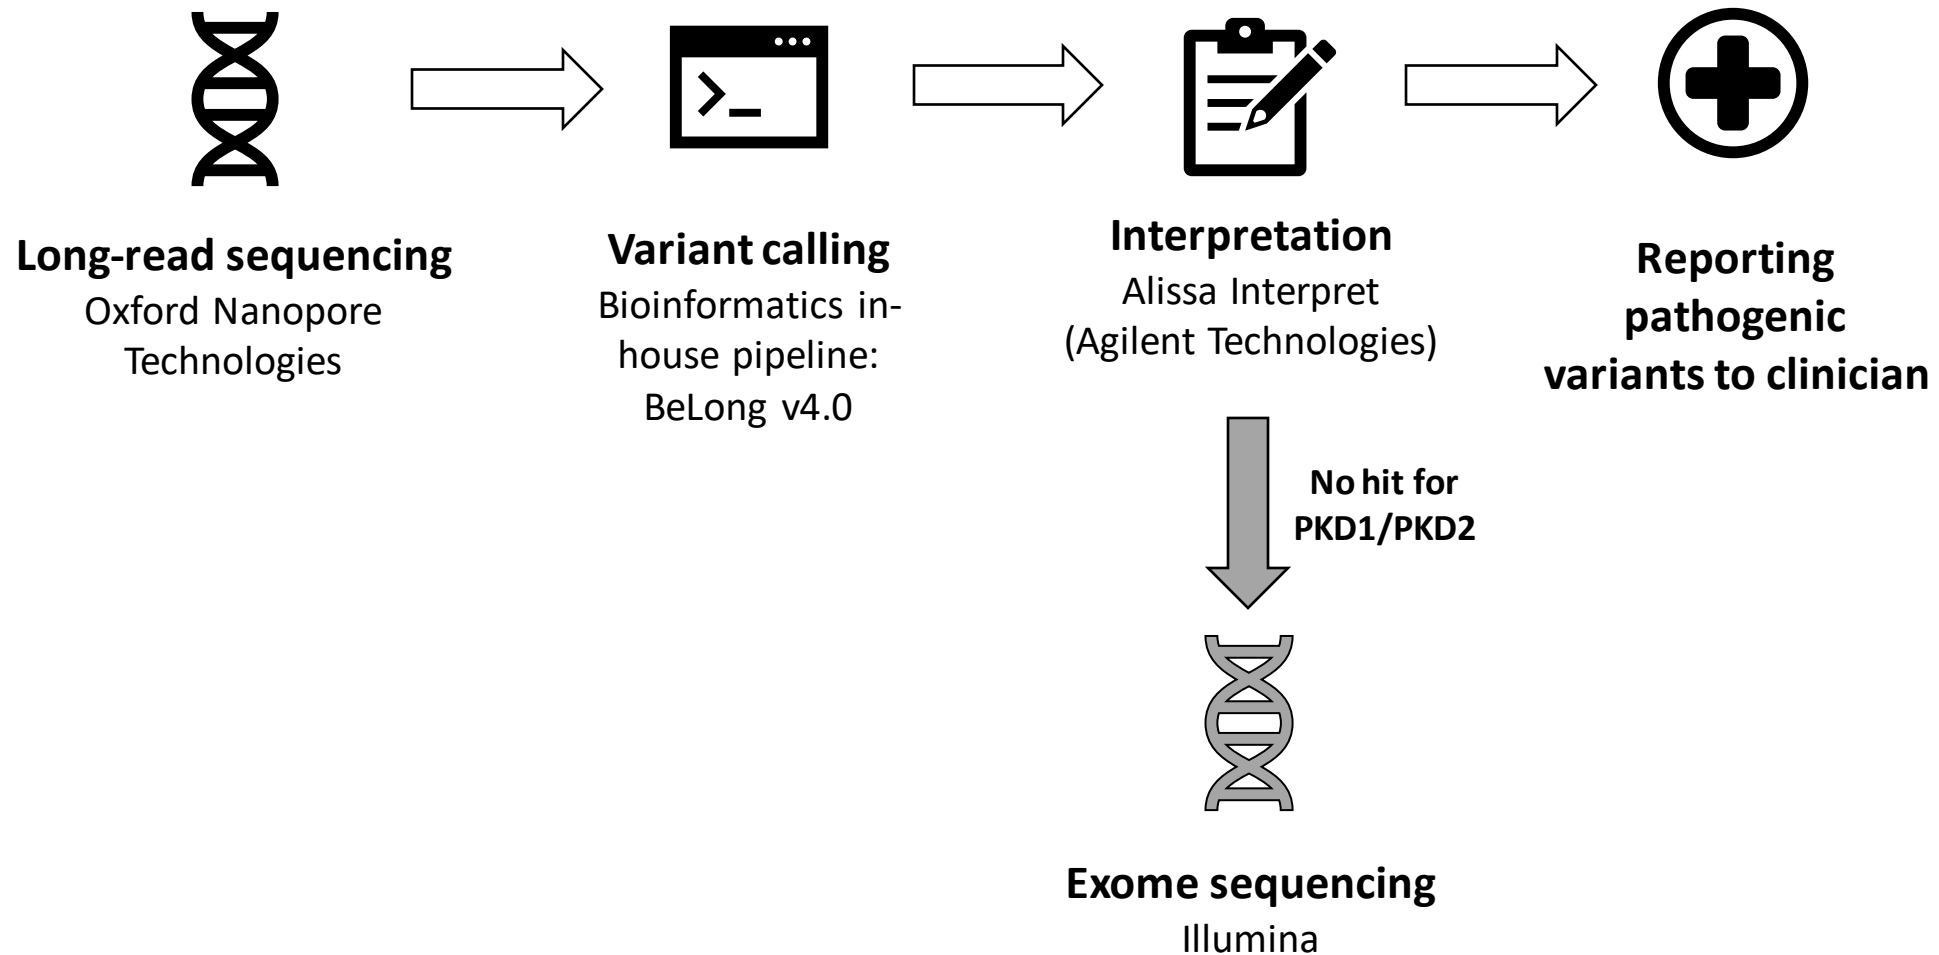 Long-read sequencing
Oxford Nanopore
Technologies
Variant calling
Bioinformatics in-
house pipeline:
BeLong v4.0
Interpretation
Alissa Interpret
(Agilent Technologies)
Reporting
pathogenic
variants to clinician
No hit for
PKD1/PKD2
Exome sequencing
Illumina